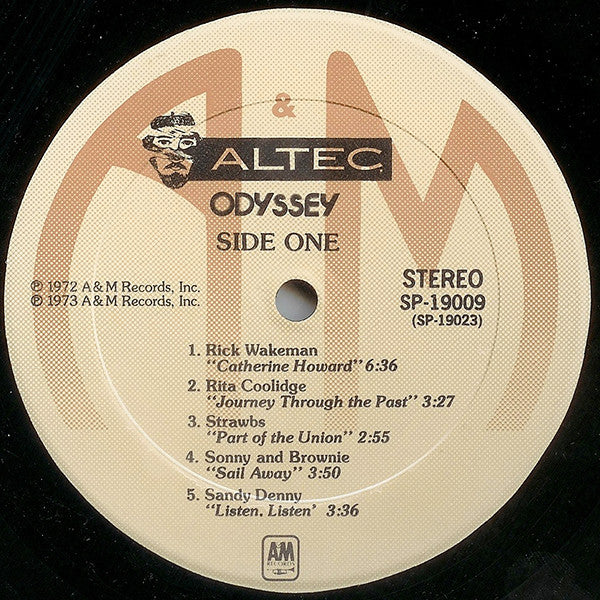 &
ALTEC
ODYSSEY
SIDE ONE
℗ 1972 A&M Records, Inc.
℗ 1973 A&M Records, Inc.
STEREO
SP-19009
(SP-19023)
1. Rick Wakeman
"Catherine Howard" 6:36
2. Rita Coolidge
"Journey Through the Past" 3:27
3. Strawbs
"Part of the Union" 2:55
4. Sonny and Brownie
"Sail Away" 3:50
5. Sandy Denny
"Listen, Listen' 3:36
AM
RECORDS